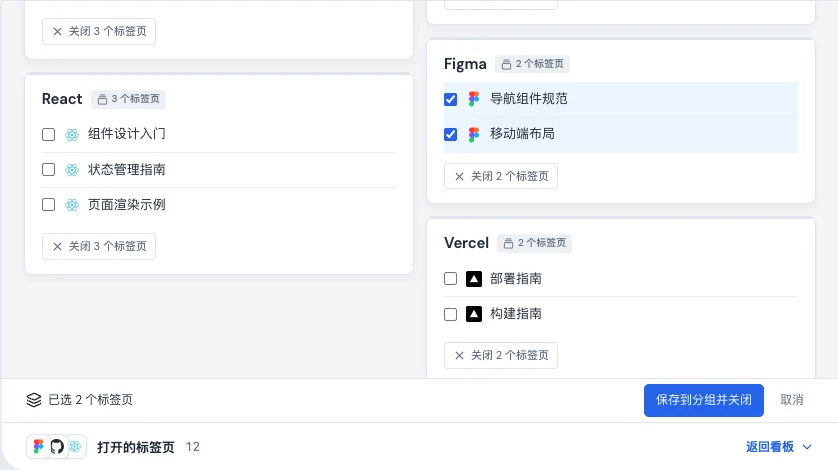 关闭 3 个标签页
React 3 个标签页
组件设计入门
状态管理指南
页面渲染示例
关闭 3 个标签页
Figma 2 个标签页
导航组件规范
移动端布局
关闭 2 个标签页
Vercel 2 个标签页
部署指南
构建指南
关闭 2 个标签页
已选 2 个标签页
保存到分组并关闭
取消
打开的标签页 12
返回看板